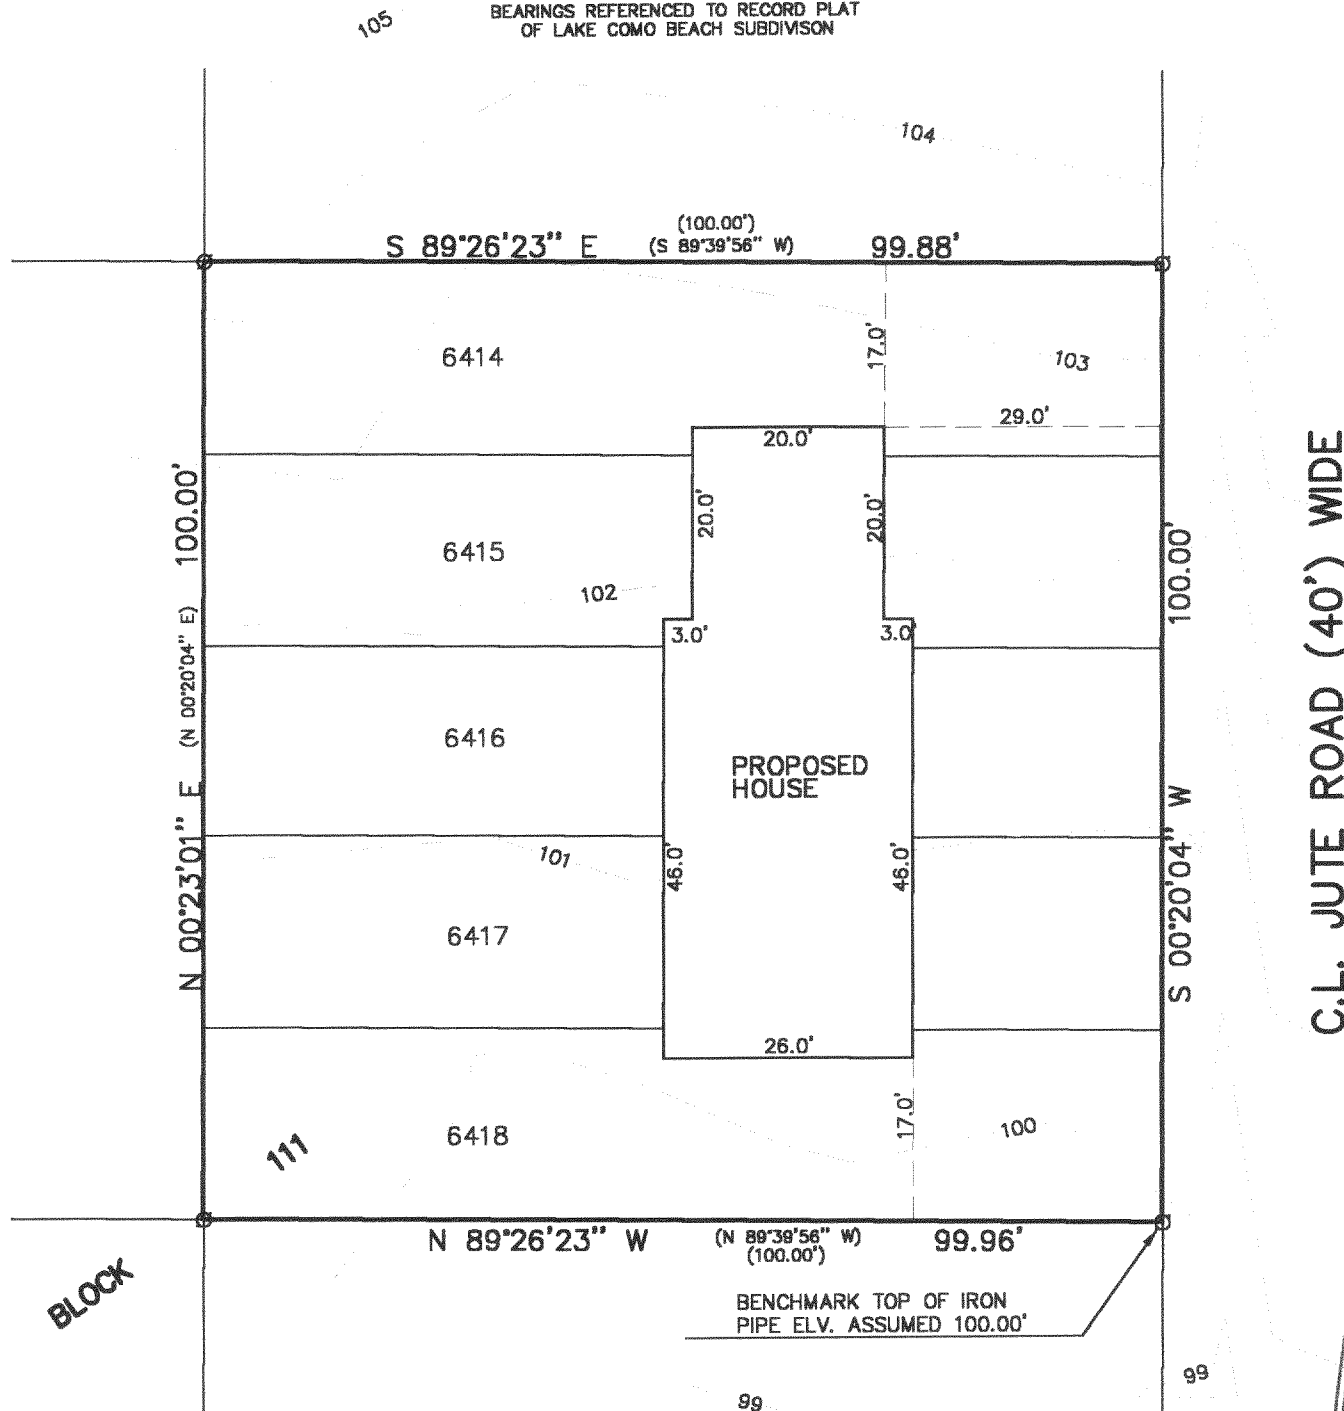 BEARINGS REFERENCED TO RECORD PLAT
OF LAKE COMO BEACH SUBDIVISON
105
104
(100.00')
S 89°26'23" E (S 89°39'56" W) 99.88'
17.0'
6414
103
29.0'
20.0'
N 00°23'01" E (N 00°20'04" E) 100.00'
20.0'
20.0'
6415
102
3.0'
3.0
S 00°20'04" W 100.00'
C.L. JUTE ROAD (40') WIDE
6416
PROPOSED
HOUSE
101
46.0'
46.0'
6417
26.0'
17.0'
100
6418
111
BLOCK
N 89°26'23" W (N 89°39'56" W) 99.96'
(100.00')
BENCHMARK TOP OF IRON
PIPE ELV. ASSUMED 100.00'
99
99